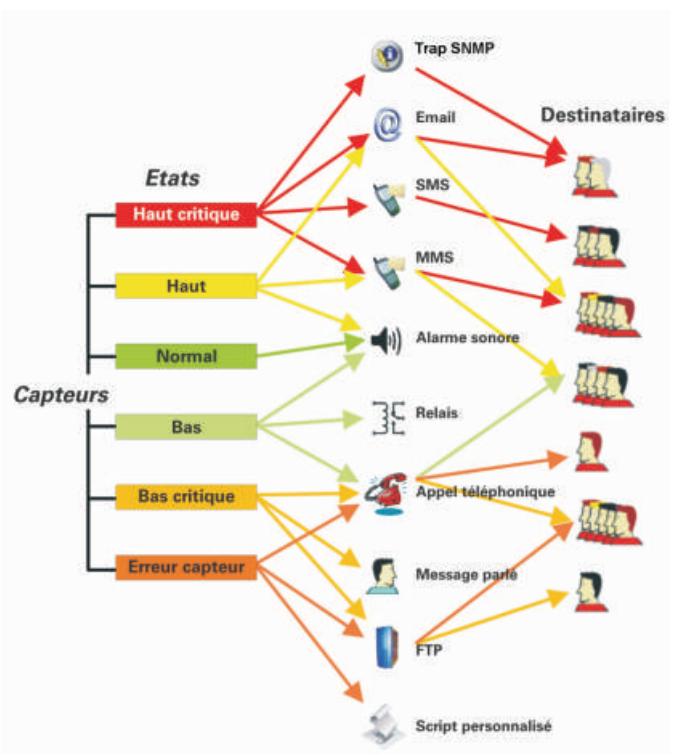 Trap SNMP
Email
Destinataires
Etats
SMS
Haut critique
MMS
Haut
Alarme sonore
Normal
Capteurs
Relais
Bas
Bas critique
Appel téléphonique
Erreur capteur
Message parlé
FTP
Script personnalisé